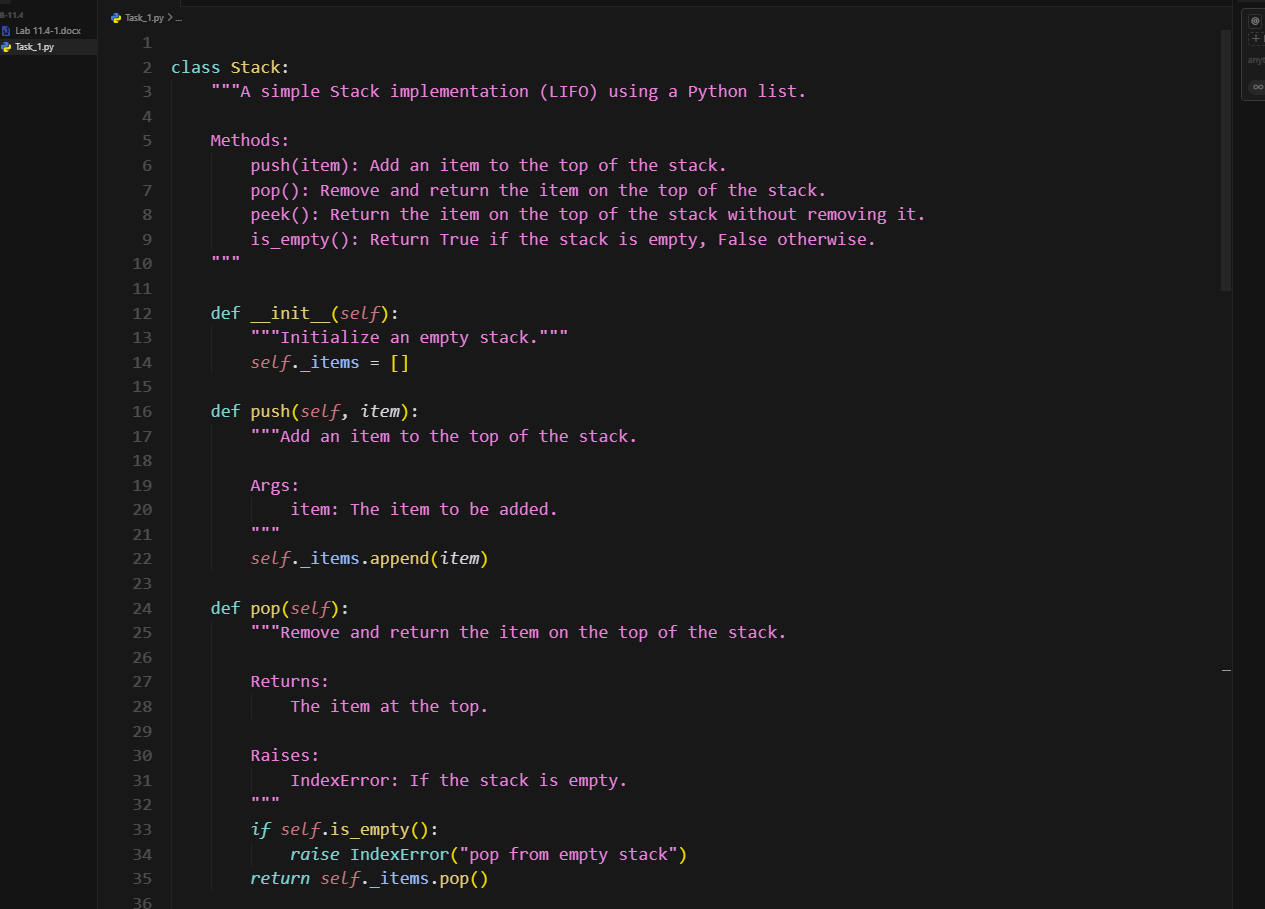 B-11.4
Lab 11.4-1.docx
Task_1.py
Task_1.py > ...
1
2 class Stack:
3     """A simple Stack implementation (LIFO) using a Python list.
4
5     Methods:
6         push(item): Add an item to the top of the stack.
7         pop(): Remove and return the item on the top of the stack.
8         peek(): Return the item on the top of the stack without removing it.
9         is_empty(): Return True if the stack is empty, False otherwise.
10     """
11
12     def __init__(self):
13         """Initialize an empty stack."""
14         self._items = []
15
16     def push(self, item):
17         """Add an item to the top of the stack.
18
19         Args:
20             item: The item to be added.
21         """
22         self._items.append(item)
23
24     def pop(self):
25         """Remove and return the item on the top of the stack.
26
27         Returns:
28             The item at the top.
29
30         Raises:
31             IndexError: If the stack is empty.
32         """
33         if self.is_empty():
34             raise IndexError("pop from empty stack")
35         return self._items.pop()
36
@
+
anyt
∞